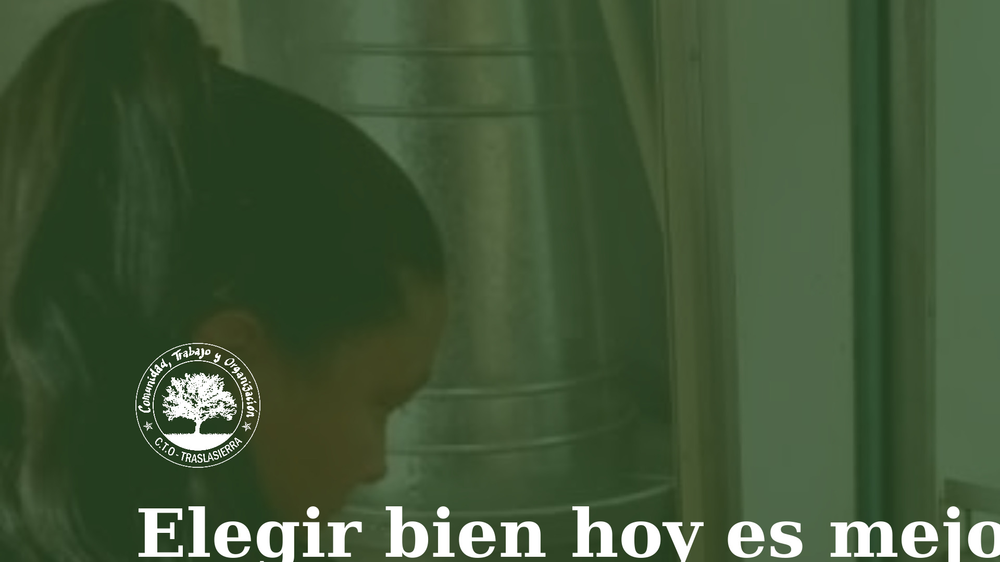 Comunidad, Trabajo y Organización
C.T.O - TRASLASIERRA
Elegir bien hoy es mejo